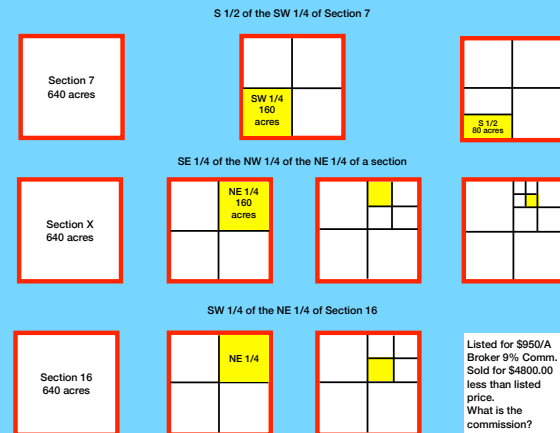 S 1/2 of the SW 1/4 of Section 7
Section 7
640 acres
SW 1/4
160
acres
S 1/2
80 acres
SE 1/4 of the NW 1/4 of the NE 1/4 of a section
Section X
640 acres
NE 1/4
160
acres
SW 1/4 of the NE 1/4 of Section 16
Section 16
640 acres
NE 1/4
Listed for $950/A
Broker 9% Comm.
Sold for $4800.00
less than listed
price.
What is the
commission?